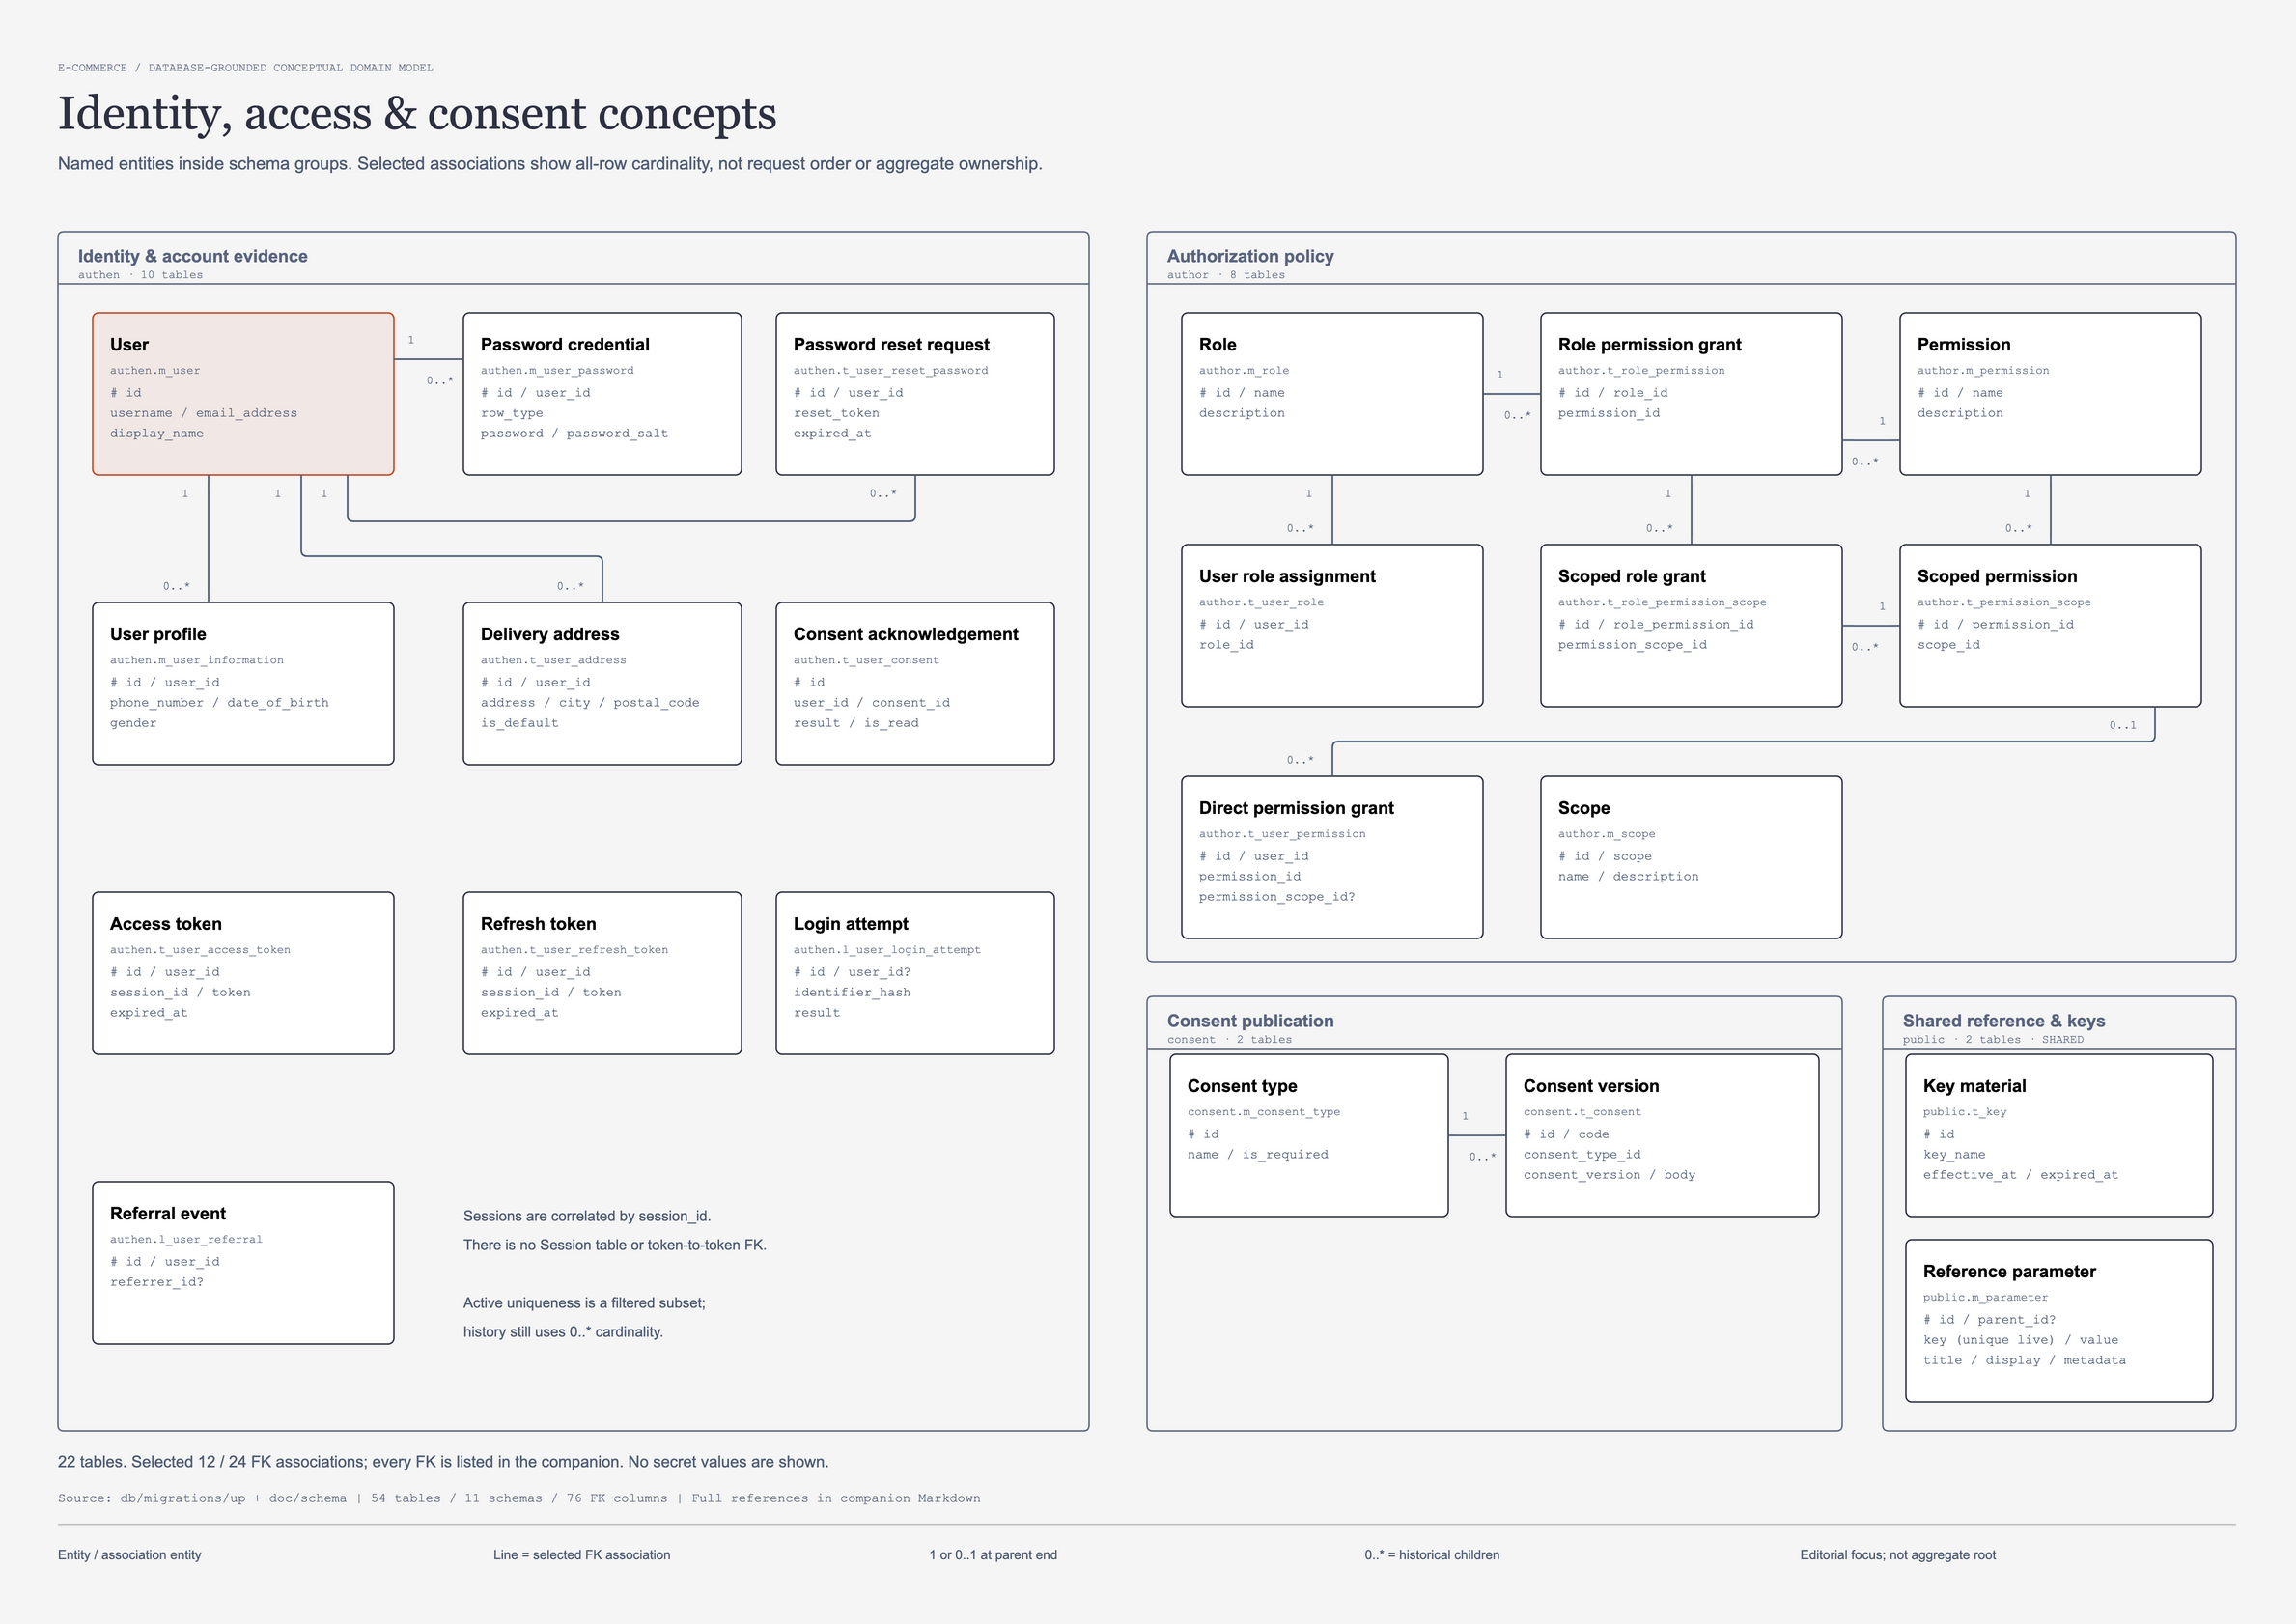 E-COMMERCE / DATABASE-GROUNDED CONCEPTUAL DOMAIN MODEL
Identity, access & consent concepts
Named entities inside schema groups. Selected associations show all-row cardinality, not request order or aggregate ownership.
Identity & account evidence
authen · 10 tables
User
authen.m_user
# id
username / email_address
display_name
1
0..*
Password credential
authen.m_user_password
# id / user_id
row_type
password / password_salt
Password reset request
authen.t_user_reset_password
# id / user_id
reset_token
expired_at
1
1
1
0..*
0..*
0..*
User profile
authen.m_user_information
# id / user_id
phone_number / date_of_birth
gender
Delivery address
authen.t_user_address
# id / user_id
address / city / postal_code
is_default
Consent acknowledgement
authen.t_user_consent
# id
user_id / consent_id
result / is_read
Access token
authen.t_user_access_token
# id / user_id
session_id / token
expired_at
Refresh token
authen.t_user_refresh_token
# id / user_id
session_id / token
expired_at
Login attempt
authen.l_user_login_attempt
# id / user_id?
identifier_hash
result
Referral event
authen.l_user_referral
# id / user_id
referrer_id?
Sessions are correlated by session_id.
There is no Session table or token-to-token FK.
Active uniqueness is a filtered subset;
history still uses 0..* cardinality.
Authorization policy
author · 8 tables
Role
author.m_role
# id / name
description
1
0..*
Role permission grant
author.t_role_permission
# id / role_id
permission_id
1
0..*
Permission
author.m_permission
# id / name
description
1
0..*
1
0..*
1
0..*
User role assignment
author.t_user_role
# id / user_id
role_id
Scoped role grant
author.t_role_permission_scope
# id / role_permission_id
permission_scope_id
1
0..*
Scoped permission
author.t_permission_scope
# id / permission_id
scope_id
0..1
0..*
Direct permission grant
author.t_user_permission
# id / user_id
permission_id
permission_scope_id?
Scope
author.m_scope
# id / scope
name / description
Consent publication
consent · 2 tables
Consent type
consent.m_consent_type
# id
name / is_required
1
0..*
Consent version
consent.t_consent
# id / code
consent_type_id
consent_version / body
Shared reference & keys
public · 2 tables · SHARED
Key material
public.t_key
# id
key_name
effective_at / expired_at
Reference parameter
public.m_parameter
# id / parent_id?
key (unique live) / value
title / display / metadata
22 tables. Selected 12 / 24 FK associations; every FK is listed in the companion. No secret values are shown.
Source: db/migrations/up + doc/schema | 54 tables / 11 schemas / 76 FK columns | Full references in companion Markdown
Entity / association entity
Line = selected FK association
1 or 0..1 at parent end
0..* = historical children
Editorial focus; not aggregate root